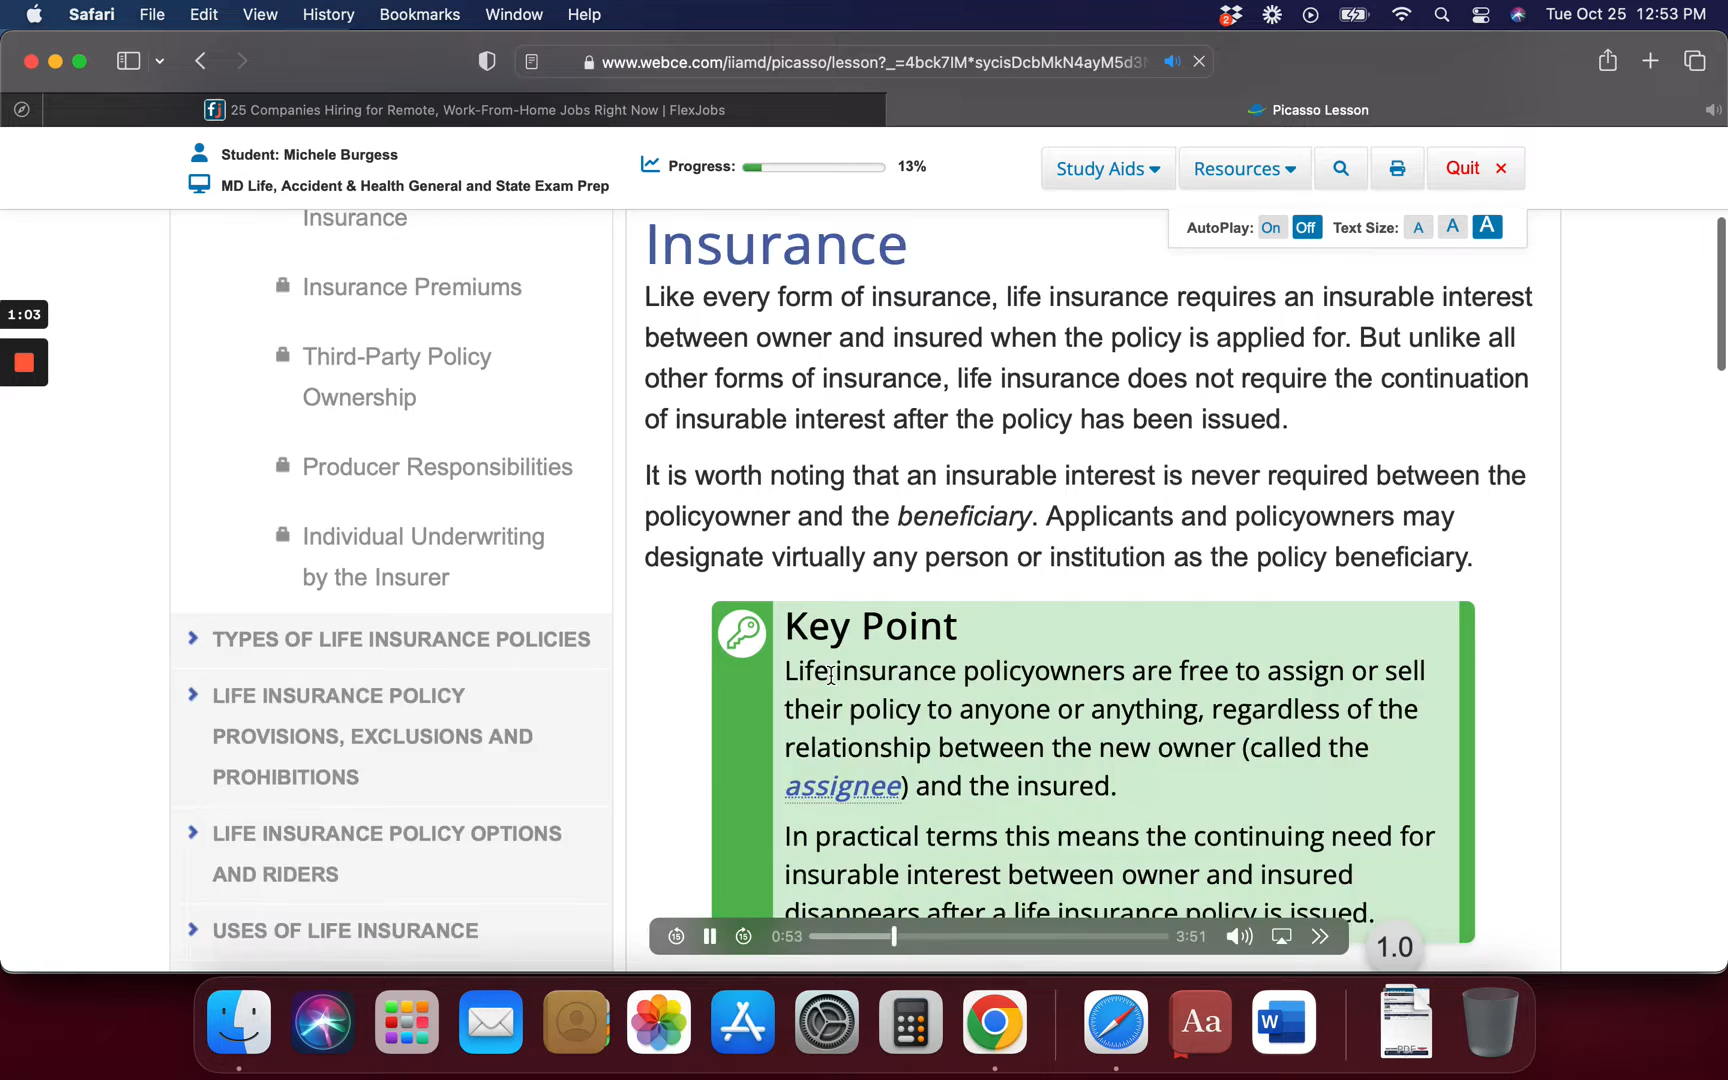 Safari File Edit View History Bookmarks Window Help
2
Tue Oct 25 12:53 PM
www.webce.com/iiamd/picasso/lesson?_=4bck7IM*sycisDcbMkN4ayM5d3
25 Companies Hiring for Remote, Work-From-Home Jobs Right Now | FlexJobs
Picasso Lesson
Student: Michele Burgess
MD Life, Accident & Health General and State Exam Prep
Progress: 13%
Study Aids
Resources
Quit ×
AutoPlay: On Off Text Size: A A A
1:03
Insurance
Insurance Premiums
Third-Party Policy
Ownership
Producer Responsibilities
Individual Underwriting
by the Insurer
TYPES OF LIFE INSURANCE POLICIES
LIFE INSURANCE POLICY
PROVISIONS, EXCLUSIONS AND
PROHIBITIONS
LIFE INSURANCE POLICY OPTIONS
AND RIDERS
USES OF LIFE INSURANCE
Insurance
Like every form of insurance, life insurance requires an insurable interest
between owner and insured when the policy is applied for. But unlike all
other forms of insurance, life insurance does not require the continuation
of insurable interest after the policy has been issued.
It is worth noting that an insurable interest is never required between the
policyowner and the beneficiary. Applicants and policyowners may
designate virtually any person or institution as the policy beneficiary.
Key Point
Life insurance policyowners are free to assign or sell
their policy to anyone or anything, regardless of the
relationship between the new owner (called the
assignee) and the insured.
In practical terms this means the continuing need for
insurable interest between owner and insured
disappears after a life insurance policy is issued.
15 15 0:53 3:51
1.0
Aa
W
PDF